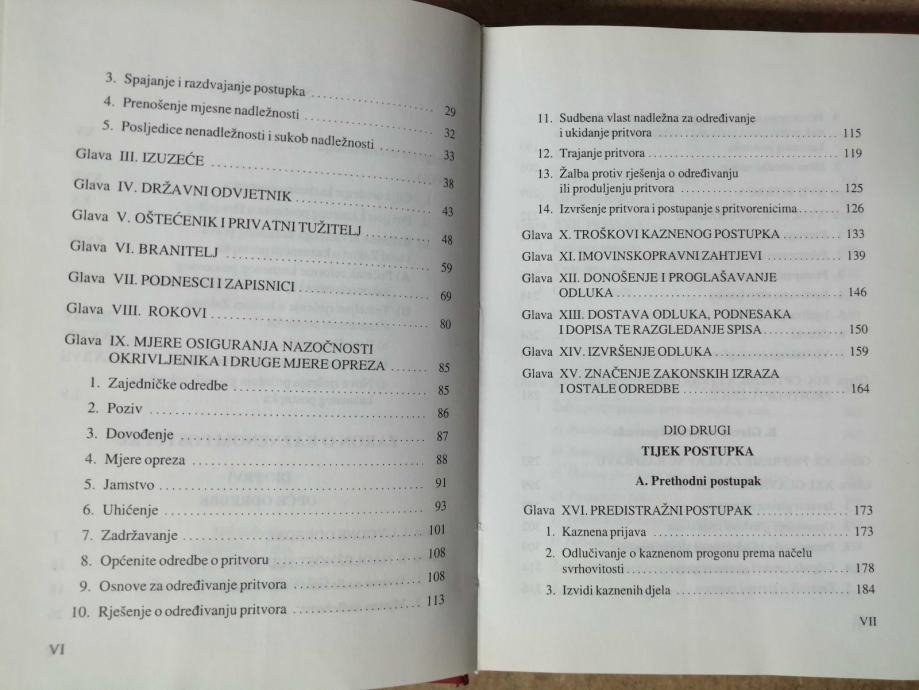 3. Spajanje i razdvajanje postupka ............ 29
4. Prenošenje mjesne nadležnosti ............ 32
5. Posljedice nenadležnosti i sukob nadležnosti ............ 33
Glava III. IZUZEĆE ............ 38
Glava IV. DRŽAVNI ODVJETNIK ............ 43
Glava V. OŠTEĆENIK I PRIVATNI TUŽITELJ ............ 48
Glava VI. BRANITELJ ............ 59
Glava VII. PODNESCI I ZAPISNICI ............ 69
Glava VIII. ROKOVI ............ 80
Glava IX. MJERE OSIGURANJA NAZOČNOSTI
OKRIVLJENIKA I DRUGE MJERE OPREZA ............ 85
1. Zajedničke odredbe ............ 85
2. Poziv ............ 86
3. Dovođenje ............ 87
4. Mjere opreza ............ 88
5. Jamstvo ............ 91
6. Uhićenje ............ 93
7. Zadržavanje ............ 101
8. Općenite odredbe o pritvoru ............ 108
9. Osnove za određivanje pritvora ............ 108
10. Rješenje o određivanju pritvora ............ 113
VI
11. Sudbena vlast nadležna za određivanje
i ukidanje pritvora ............ 115
12. Trajanje pritvora ............ 119
13. Žalba protiv rješenja o određivanju
ili produljenju pritvora ............ 125
14. Izvršenje pritvora i postupanje s pritvorenicima ............ 126
Glava X. TROŠKOVI KAZNENOG POSTUPKA ............ 133
Glava XI. IMOVINSKOPRAVNI ZAHTJEVI ............ 139
Glava XII. DONOŠENJE I PROGLAŠAVANJE
ODLUKA ............ 146
Glava XIII. DOSTAVA ODLUKA, PODNESAKA
I DOPISA TE RAZGLEDANJE SPISA ............ 150
Glava XIV. IZVRŠENJE ODLUKA ............ 159
Glava XV. ZNAČENJE ZAKONSKIH IZRAZA
I OSTALE ODREDBE ............ 164
DIO DRUGI
TIJEK POSTUPKA
A. Prethodni postupak
Glava XVI. PREDISTRAŽNI POSTUPAK ............ 173
1. Kaznena prijava ............ 173
2. Odlučivanje o kaznenom progonu prema načelu
svrhovitosti ............ 178
3. Izvidi kaznenih djela ............ 184
VII